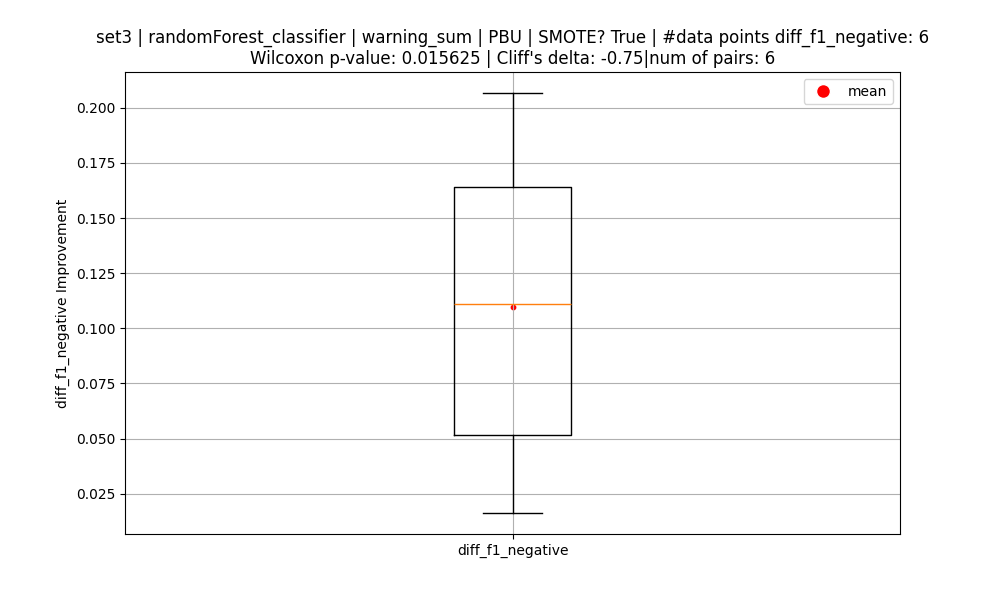 set3 | randomForest_classifier | warning_sum | PBU | SMOTE? True | #data points diff_f1_negative: 6
Wilcoxon p-value: 0.015625 | Cliff's delta: -0.75|num of pairs: 6
mean
0.200
0.175
0.150
0.125
0.100
0.075
0.050
0.025
diff_f1_negative Improvement
diff_f1_negative